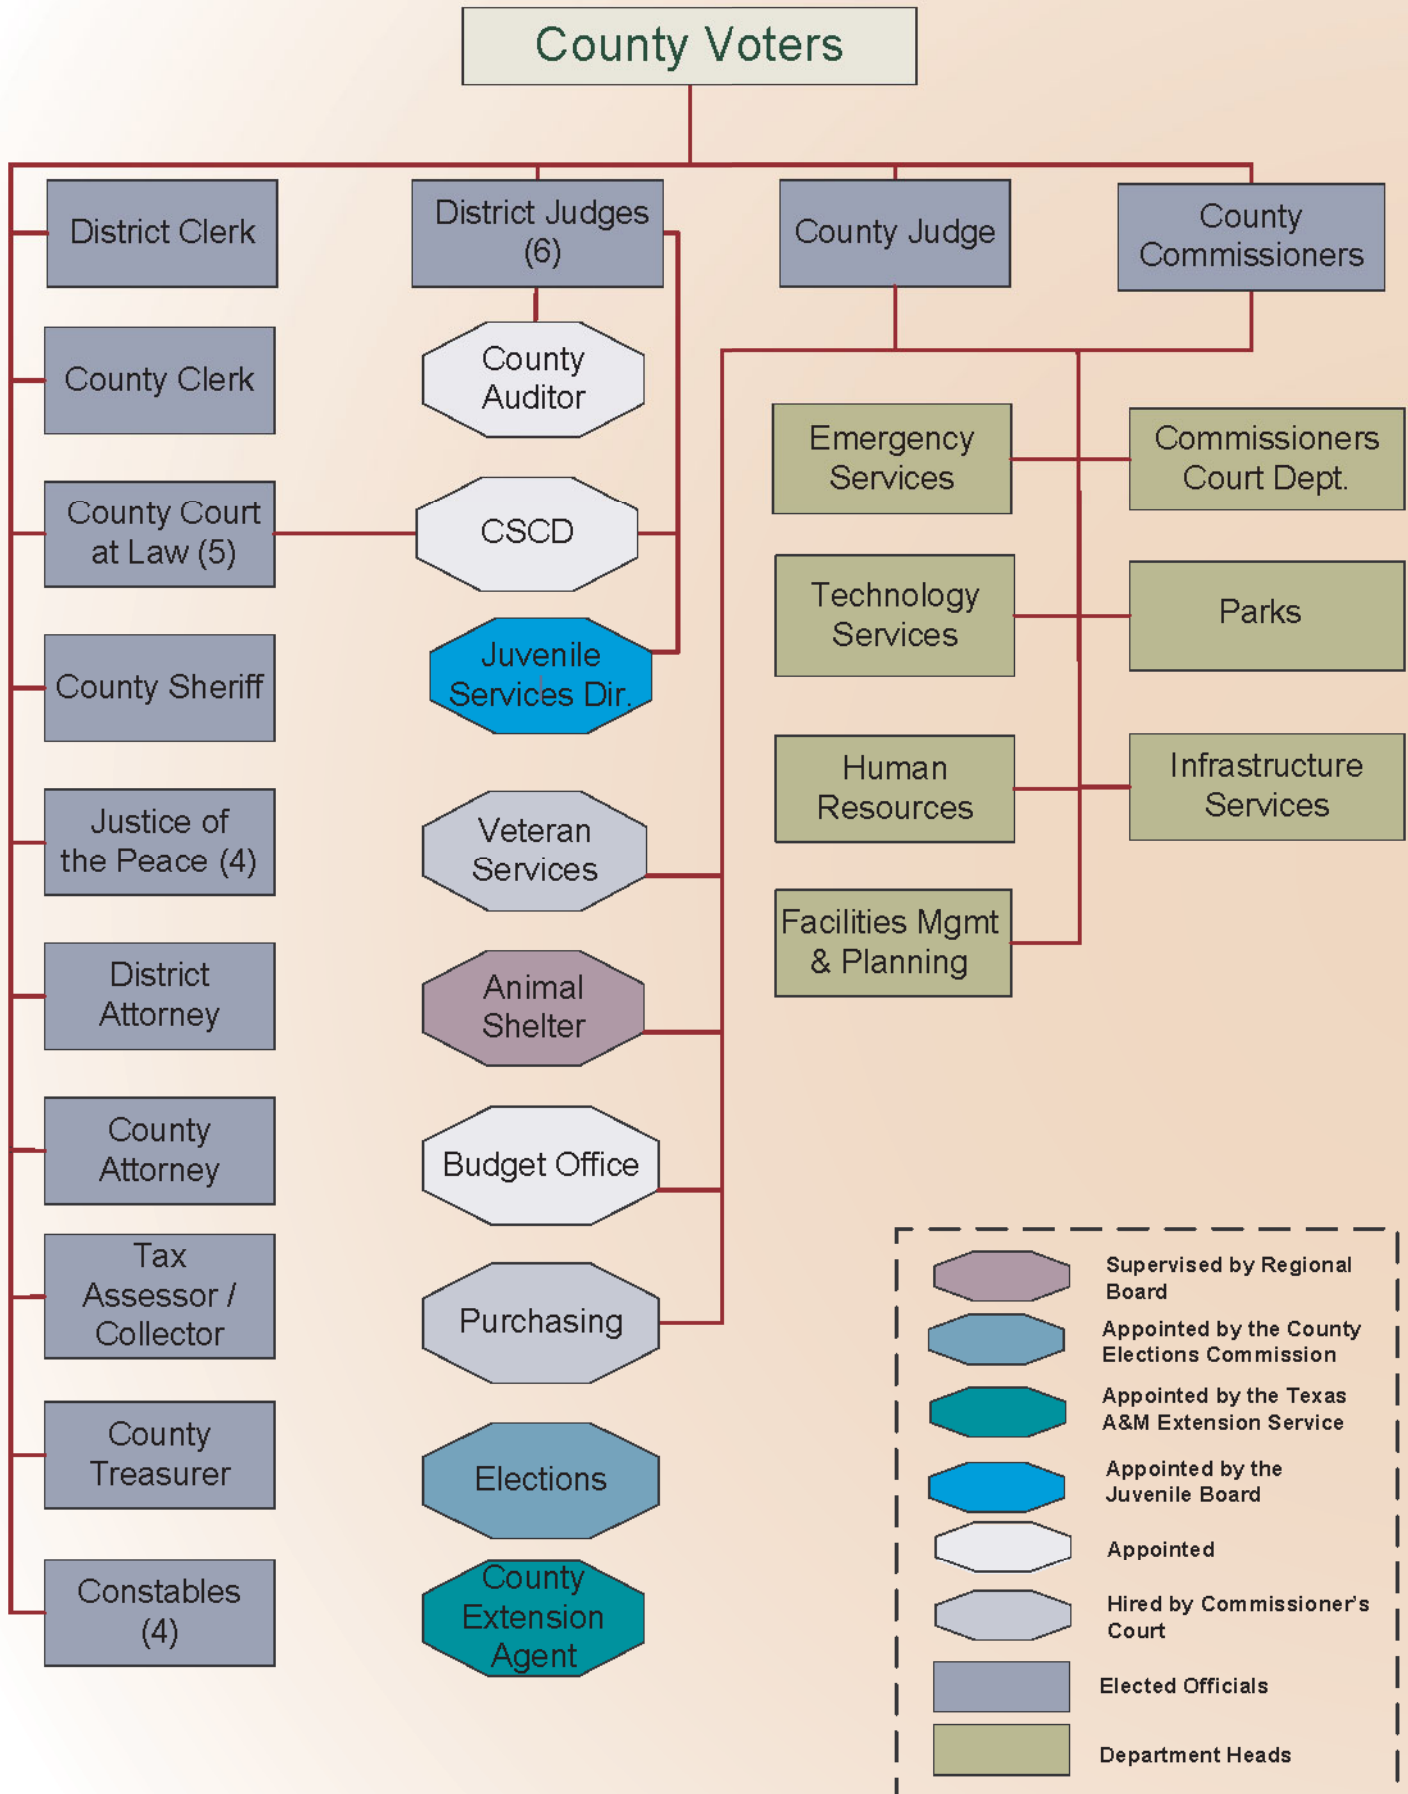 County Voters
District Clerk
County Clerk
County Court
at Law (5)
County Sheriff
Justice of
the Peace (4)
District
Attorney
County
Attorney
Tax
Assessor /
Collector
County
Treasurer
Constables
(4)
District Judges
(6)
County
Auditor
CSCD
Juvenile
Services Dir.
Veteran
Services
Animal
Shelter
Budget Office
Purchasing
Elections
County
Extension
Agent
County Judge
County
Commissioners
Emergency
Services
Commissioners
Court Dept.
Technology
Services
Parks
Human
Resources
Infrastructure
Services
Facilities Mgmt
& Planning
Supervised by Regional
Board
Appointed by the County
Elections Commission
Appointed by the Texas
A&M Extension Service
Appointed by the
Juvenile Board
Appointed
Hired by Commissioner's
Court
Elected Officials
Department Heads